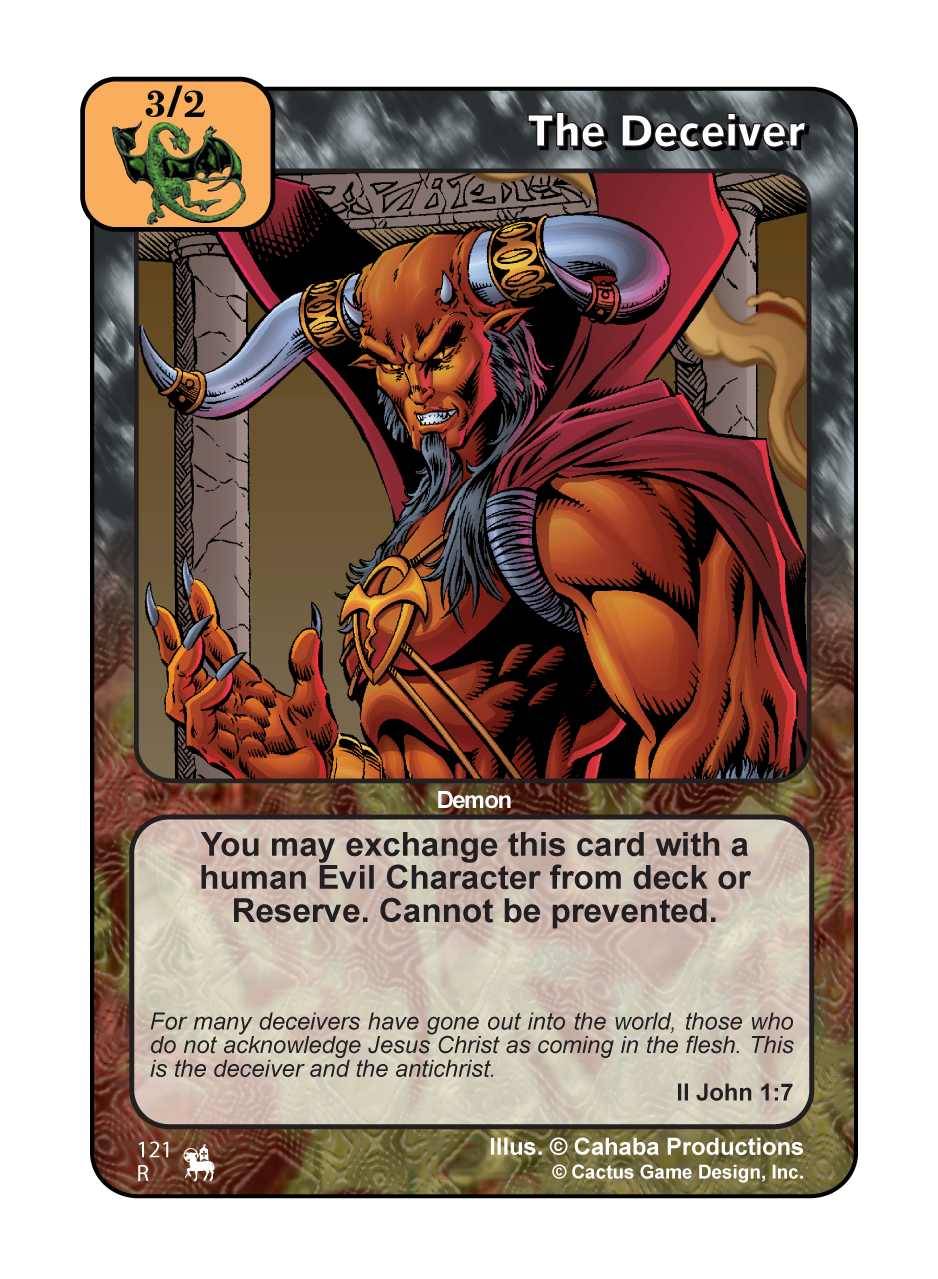 3/2
The Deceiver
Demon
You may exchange this card with a
human Evil Character from deck or
Reserve. Cannot be prevented.
For many deceivers have gone out into the world, those who
do not acknowledge Jesus Christ as coming in the flesh. This
is the deceiver and the antichrist.
II John 1:7
121
R
Illus. © Cahaba Productions
© Cactus Game Design, Inc.